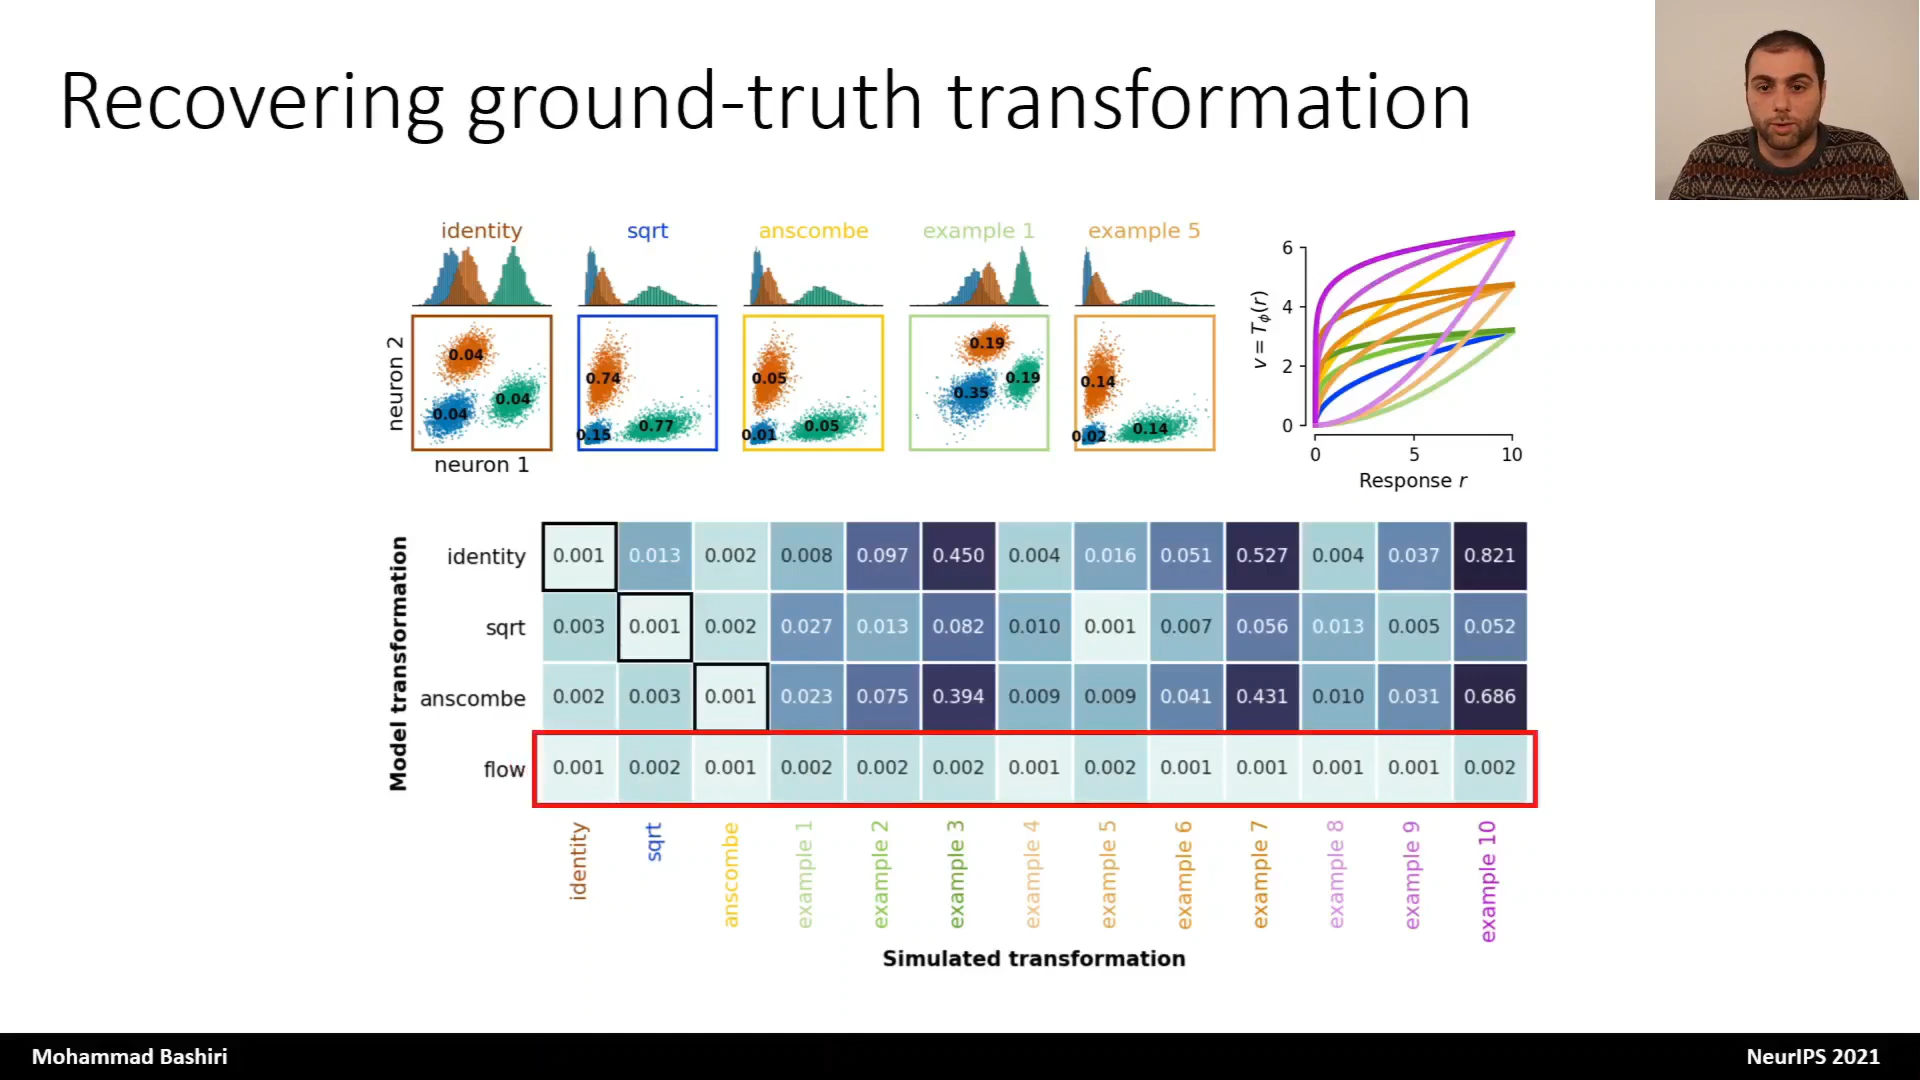 Recovering ground-truth transformation
identity sqrt anscombe example 1 example 5
neuron 2
0.04
0.04
0.04
0.74
0.15
0.77
0.05
0.01
0.05
0.19
0.35
0.19
0.14
0.02
0.14
neuron 1
v = Tϕ(r)
6
4
2
0
0 5 10
Response r
Model transformation
identity 0.001 0.013 0.002 0.008 0.097 0.450 0.004 0.016 0.051 0.527 0.004 0.037 0.821
sqrt 0.003 0.001 0.002 0.027 0.013 0.082 0.010 0.001 0.007 0.056 0.013 0.005 0.052
anscombe 0.002 0.003 0.001 0.023 0.075 0.394 0.009 0.009 0.041 0.431 0.010 0.031 0.686
flow 0.001 0.002 0.001 0.002 0.002 0.002 0.001 0.002 0.001 0.001 0.001 0.001 0.002
identity
sqrt
anscombe
example 1
example 2
example 3
example 4
example 5
example 6
example 7
example 8
example 9
example 10
Simulated transformation
Mohammad Bashiri
NeurIPS 2021